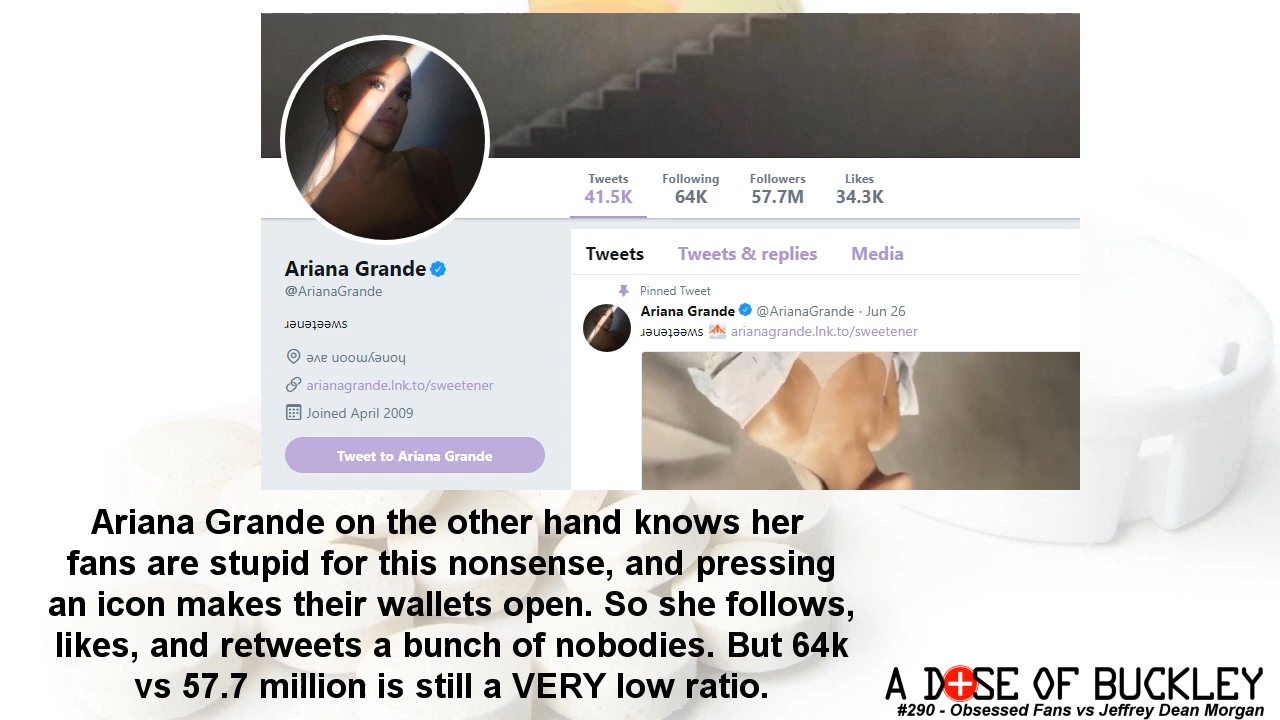 Tweets Following Followers Likes
41.5K 64K 57.7M 34.3K
Tweets Tweets & replies Media
Ariana Grande
@ArianaGrande
ɹǝuǝʇǝǝʍs
ǝʌɐ uooɯʎǝuoɥ
arianagrande.lnk.to/sweetener
Joined April 2009
Tweet to Ariana Grande
Pinned Tweet
Ariana Grande @ArianaGrande · Jun 26
ɹǝuǝʇǝǝʍs arianagrande.lnk.to/sweetener
Ariana Grande on the other hand knows her
fans are stupid for this nonsense, and pressing
an icon makes their wallets open. So she follows,
likes, and retweets a bunch of nobodies. But 64k
vs 57.7 million is still a VERY low ratio.
A DOSE OF BUCKLEY
#290 - Obsessed Fans vs Jeffrey Dean Morgan